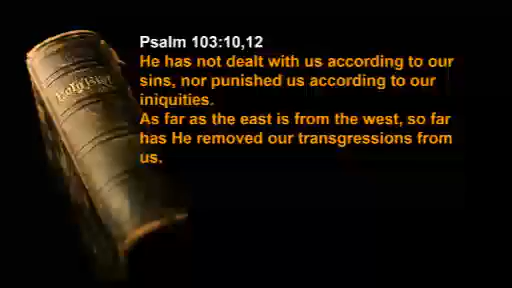 Psalm 103:10,12
He has not dealt with us according to our
sins, nor punished us according to our
iniquities.
As far as the east is from the west, so far
has He removed our transgressions from
us.
Holy Bible